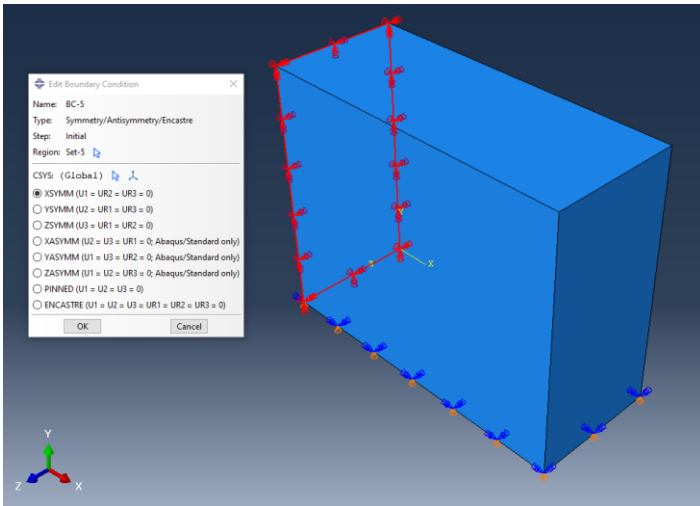 Edit Boundary Condition
Name: BC-5
Type: Symmetry/Antisymmetry/Encastre
Step: Initial
Region: Set-5
CSYS: (Global)
XSYMM (U1 = UR2 = UR3 = 0)
YSYMM (U2 = UR1 = UR3 = 0)
ZSYMM (U3 = UR1 = UR2 = 0)
XASYMM (U2 = U3 = UR1 = 0; Abaqus/Standard only)
YASYMM (U1 = U3 = UR2 = 0; Abaqus/Standard only)
ZASYMM (U1 = U2 = UR3 = 0; Abaqus/Standard only)
PINNED (U1 = U2 = U3 = 0)
ENCASTRE (U1 = U2 = U3 = UR1 = UR2 = UR3 = 0)
OK Cancel
X
Y
Z X